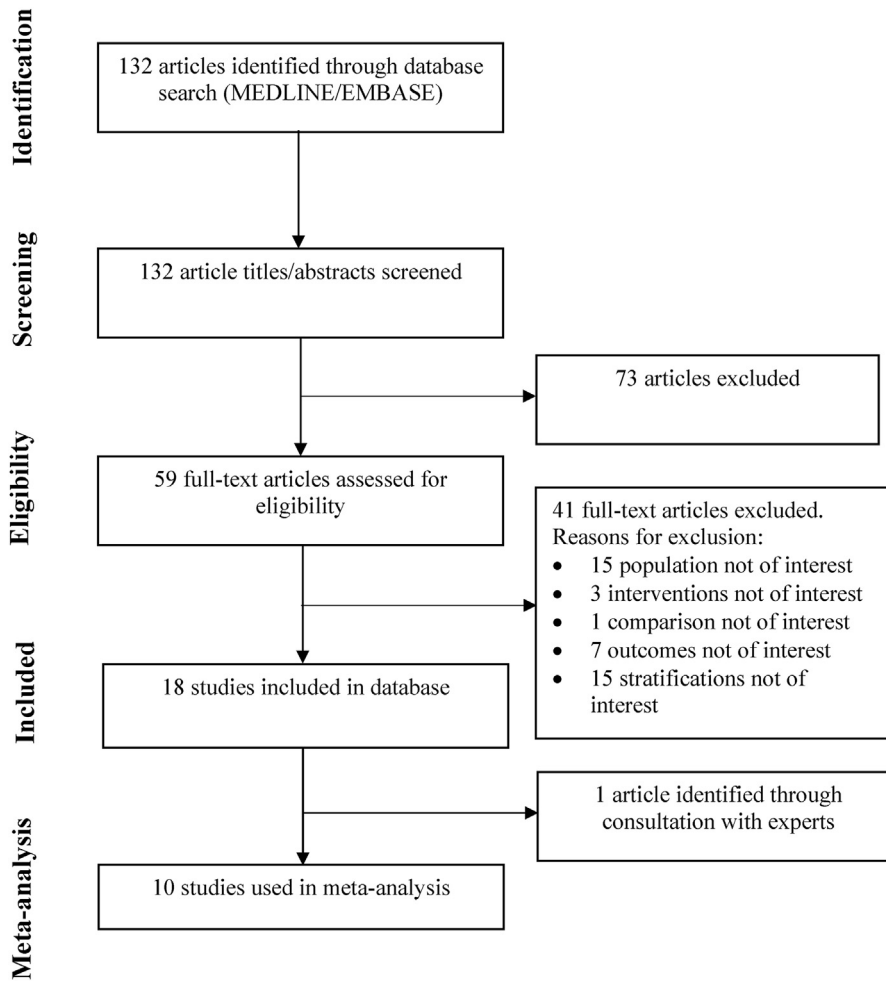 Identification
132 articles identified through database
search (MEDLINE/EMBASE)
Screening
132 article titles/abstracts screened
73 articles excluded
Eligibility
59 full-text articles assessed for
eligibility
41 full-text articles excluded.
Reasons for exclusion:
• 15 population not of interest
• 3 interventions not of interest
• 1 comparison not of interest
• 7 outcomes not of interest
• 15 stratifications not of
interest
Included
18 studies included in database
1 article identified through
consultation with experts
Meta-analysis
10 studies used in meta-analysis